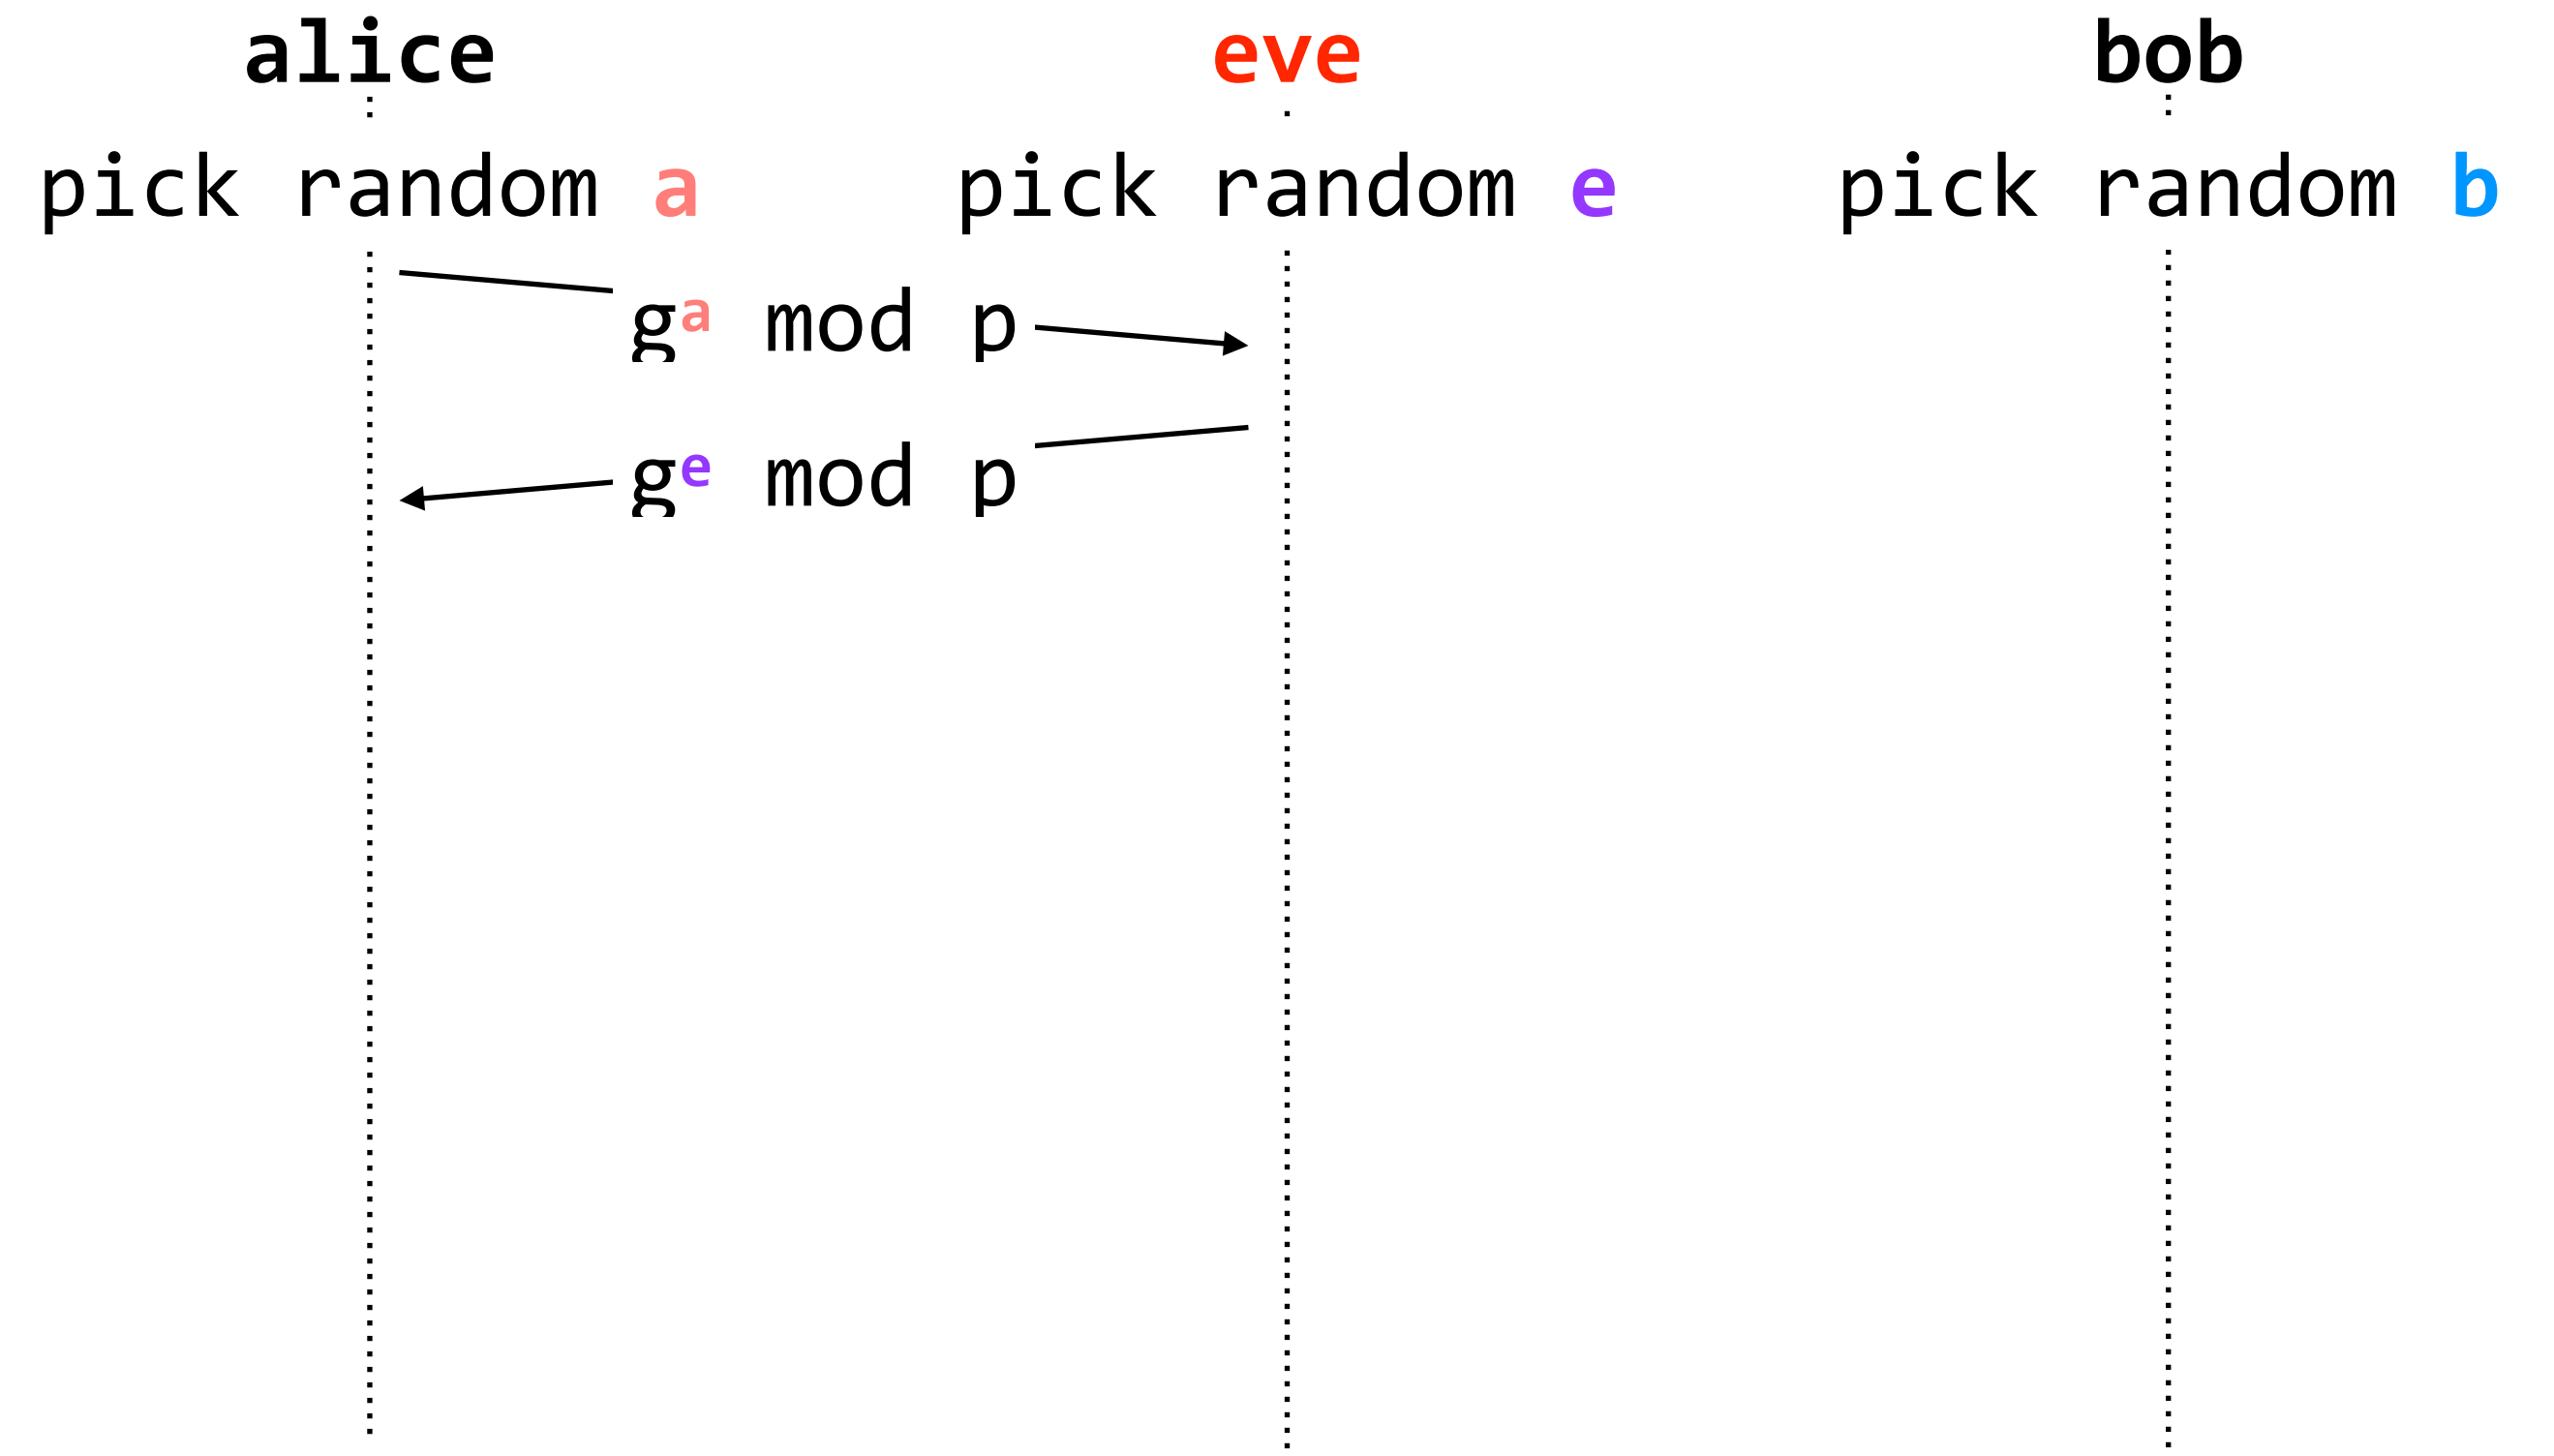 alice eve bob
pick random a pick random e pick random b
gᵃ mod p
gᵉ mod p